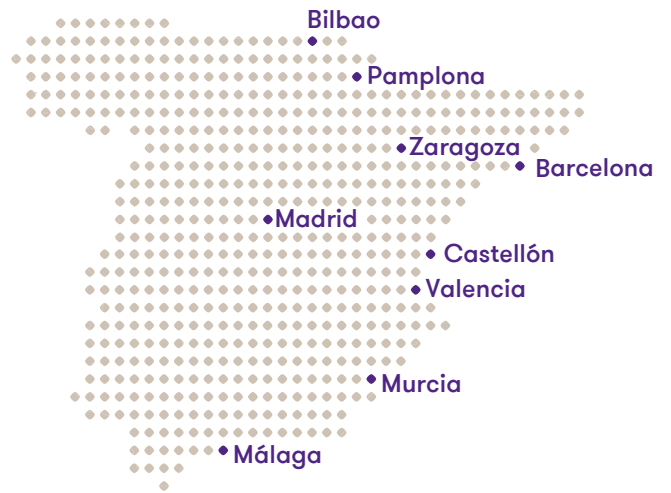 Bilbao
Pamplona
Zaragoza
Barcelona
Madrid
Castellón
Valencia
Murcia
Málaga